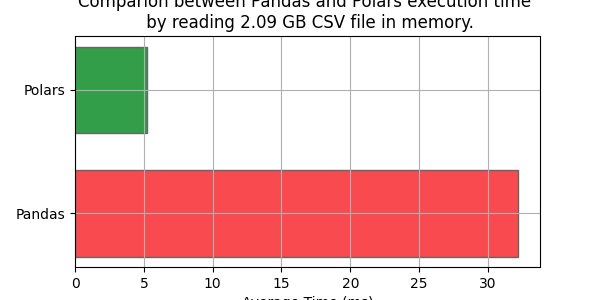 Comparion between Pandas and Polars execution time
by reading 2.09 GB CSV file in memory.
Polars
Pandas
0 5 10 15 20 25 30
Average Time (ms)